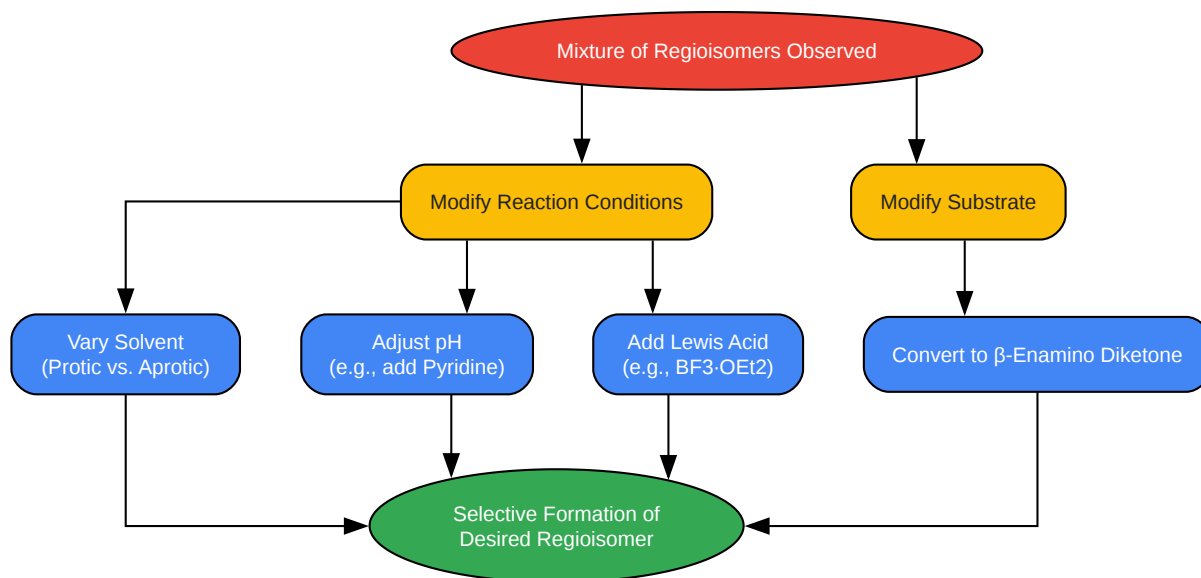 Mixture of Regioisomers Observed
Modify Reaction Conditions
Modify Substrate
Vary Solvent
(Protic vs. Aprotic)
Adjust pH
(e.g., add Pyridine)
Add Lewis Acid
(e.g., BF3·OEt2)
Convert to β-Enamino Diketone
Selective Formation of
Desired Regioisomer